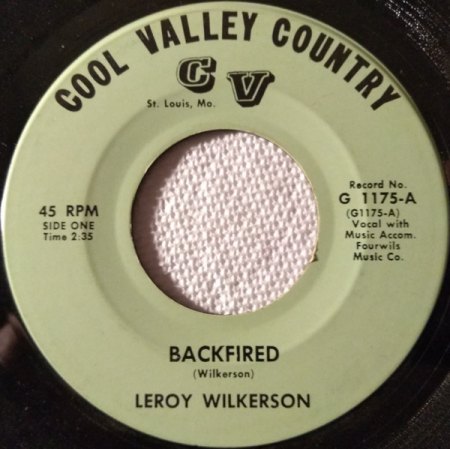 COOL VALLEY COUNTRY
C V
St. Louis, Mo.
45 RPM
SIDE ONE
Time 2:35
Record No.
G 1175-A
(G1175-A)
Vocal with
Music Accom.
Fourwils
Music Co.
BACKFIRED
(Wilkerson)
LEROY WILKERSON